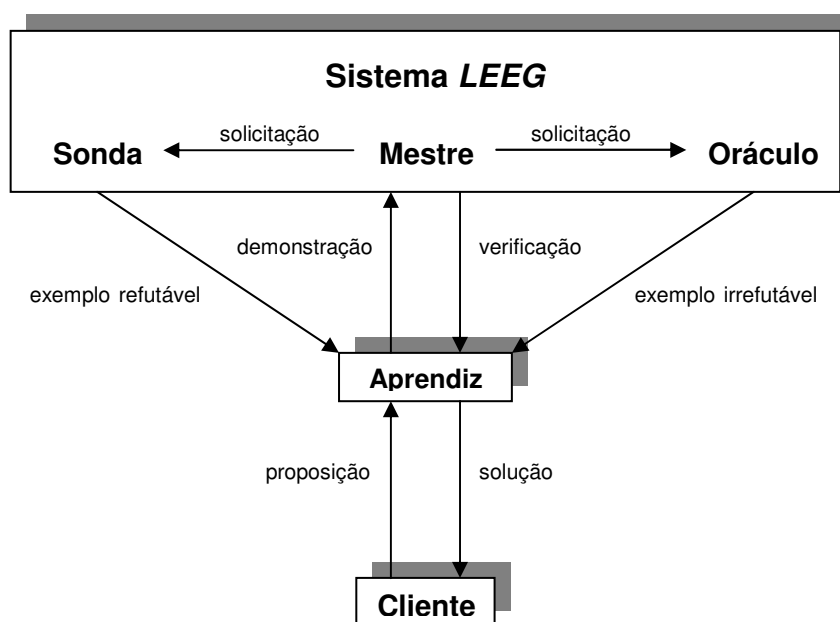 Sistema LEEG
solicitação solicitação
Sonda Mestre Oráculo
demonstração verificação
exemplo refutável exemplo irrefutável
Aprendiz
proposição solução
Cliente